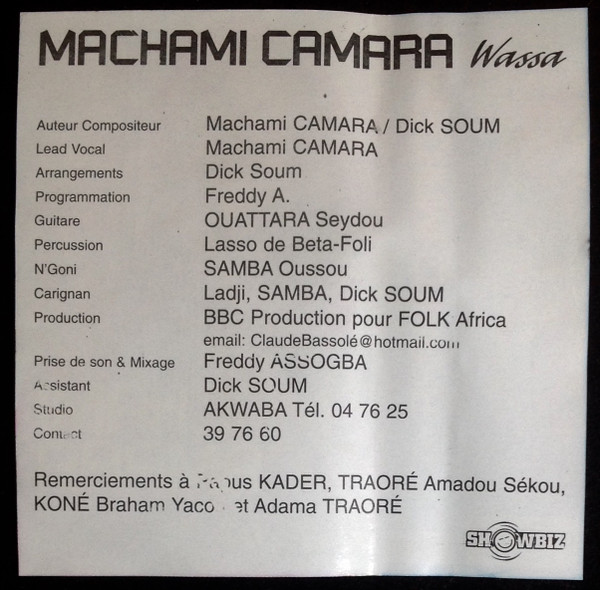 MACHAMI CAMARA Wassa
Auteur Compositeur Machami CAMARA / Dick SOUM
Lead Vocal Machami CAMARA
Arrangements Dick Soum
Programmation Freddy A.
Guitare OUATTARA Seydou
Percussion Lasso de Beta-Foli
N'Goni SAMBA Oussou
Carignan Ladji, SAMBA, Dick SOUM
Production BBC Production pour FOLK Africa
email: ClaudeBassolé@hotmail.com
Prise de son & Mixage Freddy ASSOGBA
Assistant Dick SOUM
Studio AKWABA Tél. 04 76 25
Contact 39 76 60
Remerciements à KADER, TRAORÉ Amadou Sékou,
KONÉ Braham et Adama TRAORÉ
SHOWBIZ